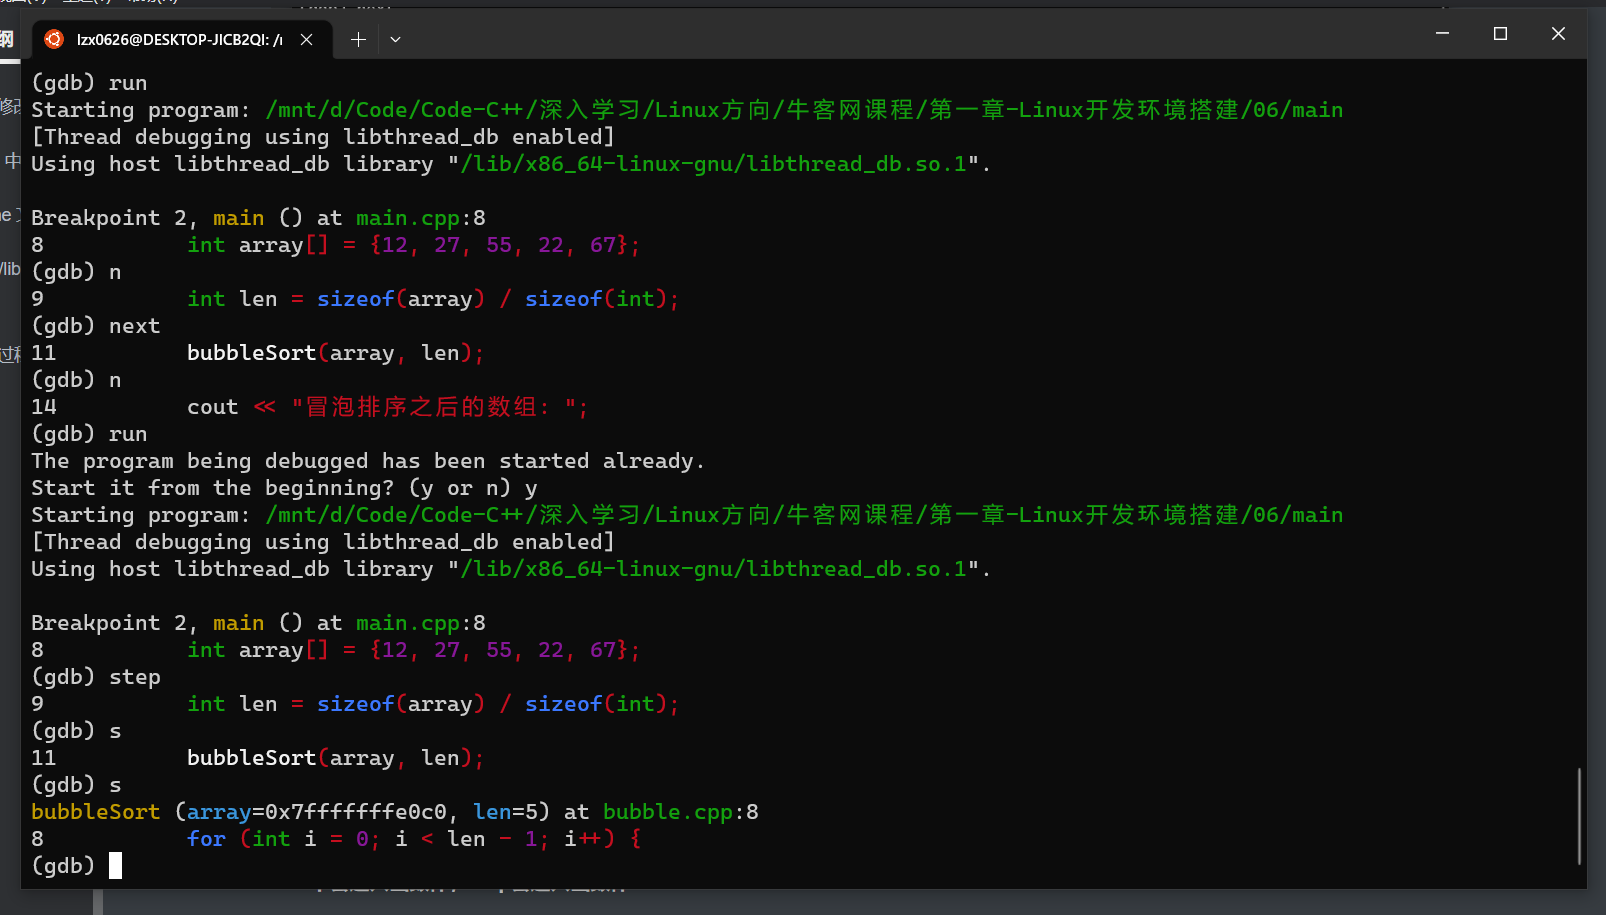 纲
lzx0626@DESKTOP-JICB2QI: /
(gdb) run
Starting program: /mnt/d/Code/Code-C++/深入学习/Linux方向/牛客网课程/第一章-Linux开发环境搭建/06/main
[Thread debugging using libthread_db enabled]
Using host libthread_db library "/lib/x86_64-linux-gnu/libthread_db.so.1".
Breakpoint 2, main () at main.cpp:8
8 int array[] = {12, 27, 55, 22, 67};
(gdb) n
9 int len = sizeof(array) / sizeof(int);
(gdb) next
11 bubbleSort(array, len);
(gdb) n
14 cout << "冒泡排序之后的数组: ";
(gdb) run
The program being debugged has been started already.
Start it from the beginning? (y or n) y
Starting program: /mnt/d/Code/Code-C++/深入学习/Linux方向/牛客网课程/第一章-Linux开发环境搭建/06/main
[Thread debugging using libthread_db enabled]
Using host libthread_db library "/lib/x86_64-linux-gnu/libthread_db.so.1".
Breakpoint 2, main () at main.cpp:8
8 int array[] = {12, 27, 55, 22, 67};
(gdb) step
9 int len = sizeof(array) / sizeof(int);
(gdb) s
11 bubbleSort(array, len);
(gdb) s
bubbleSort (array=0x7fffffffe0c0, len=5) at bubble.cpp:8
8 for (int i = 0; i < len - 1; i++) {
(gdb)